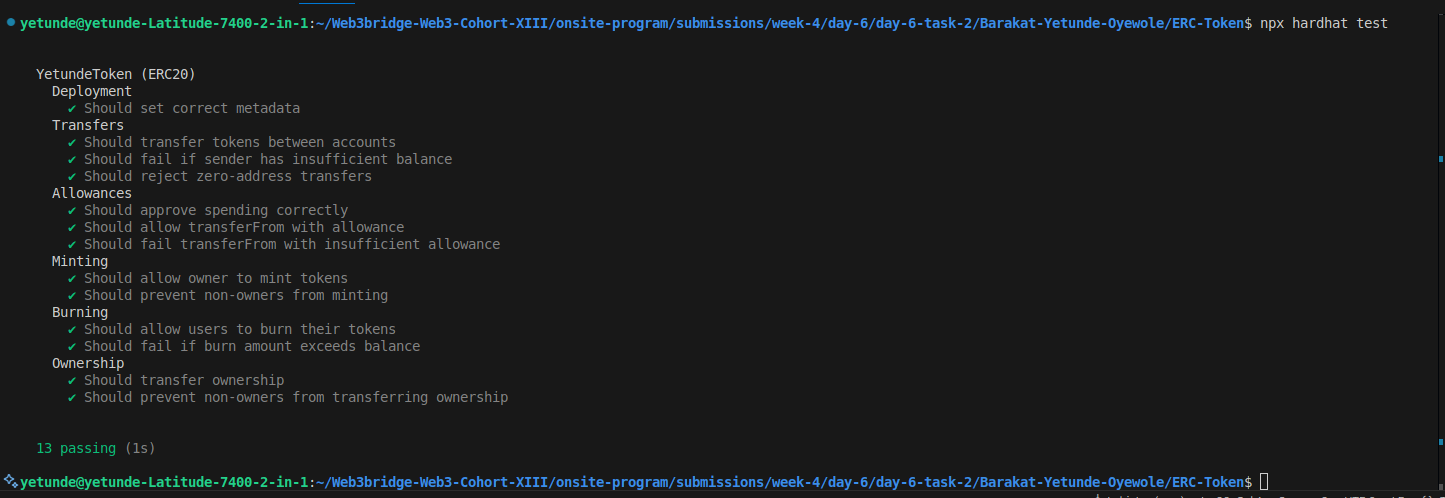 yetunde@yetunde-Latitude-7400-2-in-1:~/Web3bridge-Web3-Cohort-XIII/onsite-program/submissions/week-4/day-6/day-6-task-2/Barakat-Yetunde-Oyewole/ERC-Token$ npx hardhat test
YetundeToken (ERC20)
Deployment
✔ Should set correct metadata
Transfers
✔ Should transfer tokens between accounts
✔ Should fail if sender has insufficient balance
✔ Should reject zero-address transfers
Allowances
✔ Should approve spending correctly
✔ Should allow transferFrom with allowance
✔ Should fail transferFrom with insufficient allowance
Minting
✔ Should allow owner to mint tokens
✔ Should prevent non-owners from minting
Burning
✔ Should allow users to burn their tokens
✔ Should fail if burn amount exceeds balance
Ownership
✔ Should transfer ownership
✔ Should prevent non-owners from transferring ownership
13 passing (1s)
yetunde@yetunde-Latitude-7400-2-in-1:~/Web3bridge-Web3-Cohort-XIII/onsite-program/submissions/week-4/day-6/day-6-task-2/Barakat-Yetunde-Oyewole/ERC-Token$